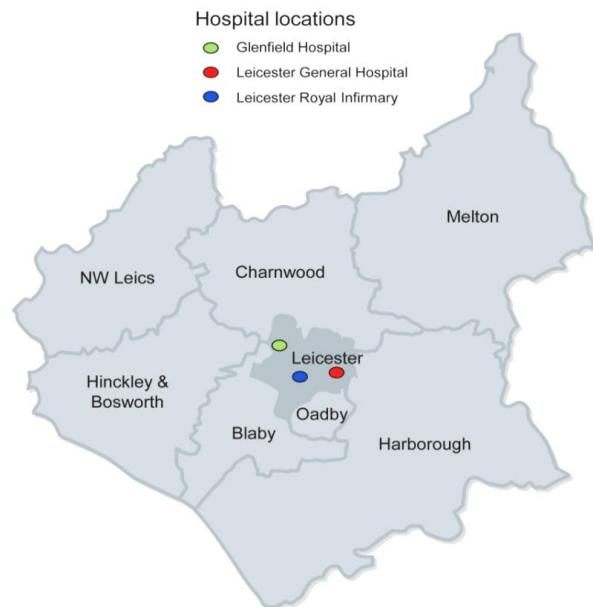 Hospital locations
Glenfield Hospital
Leicester General Hospital
Leicester Royal Infirmary
Melton
NW Leics
Charnwood
Leicester
Hinckley &
Bosworth
Oadby
Blaby
Harborough